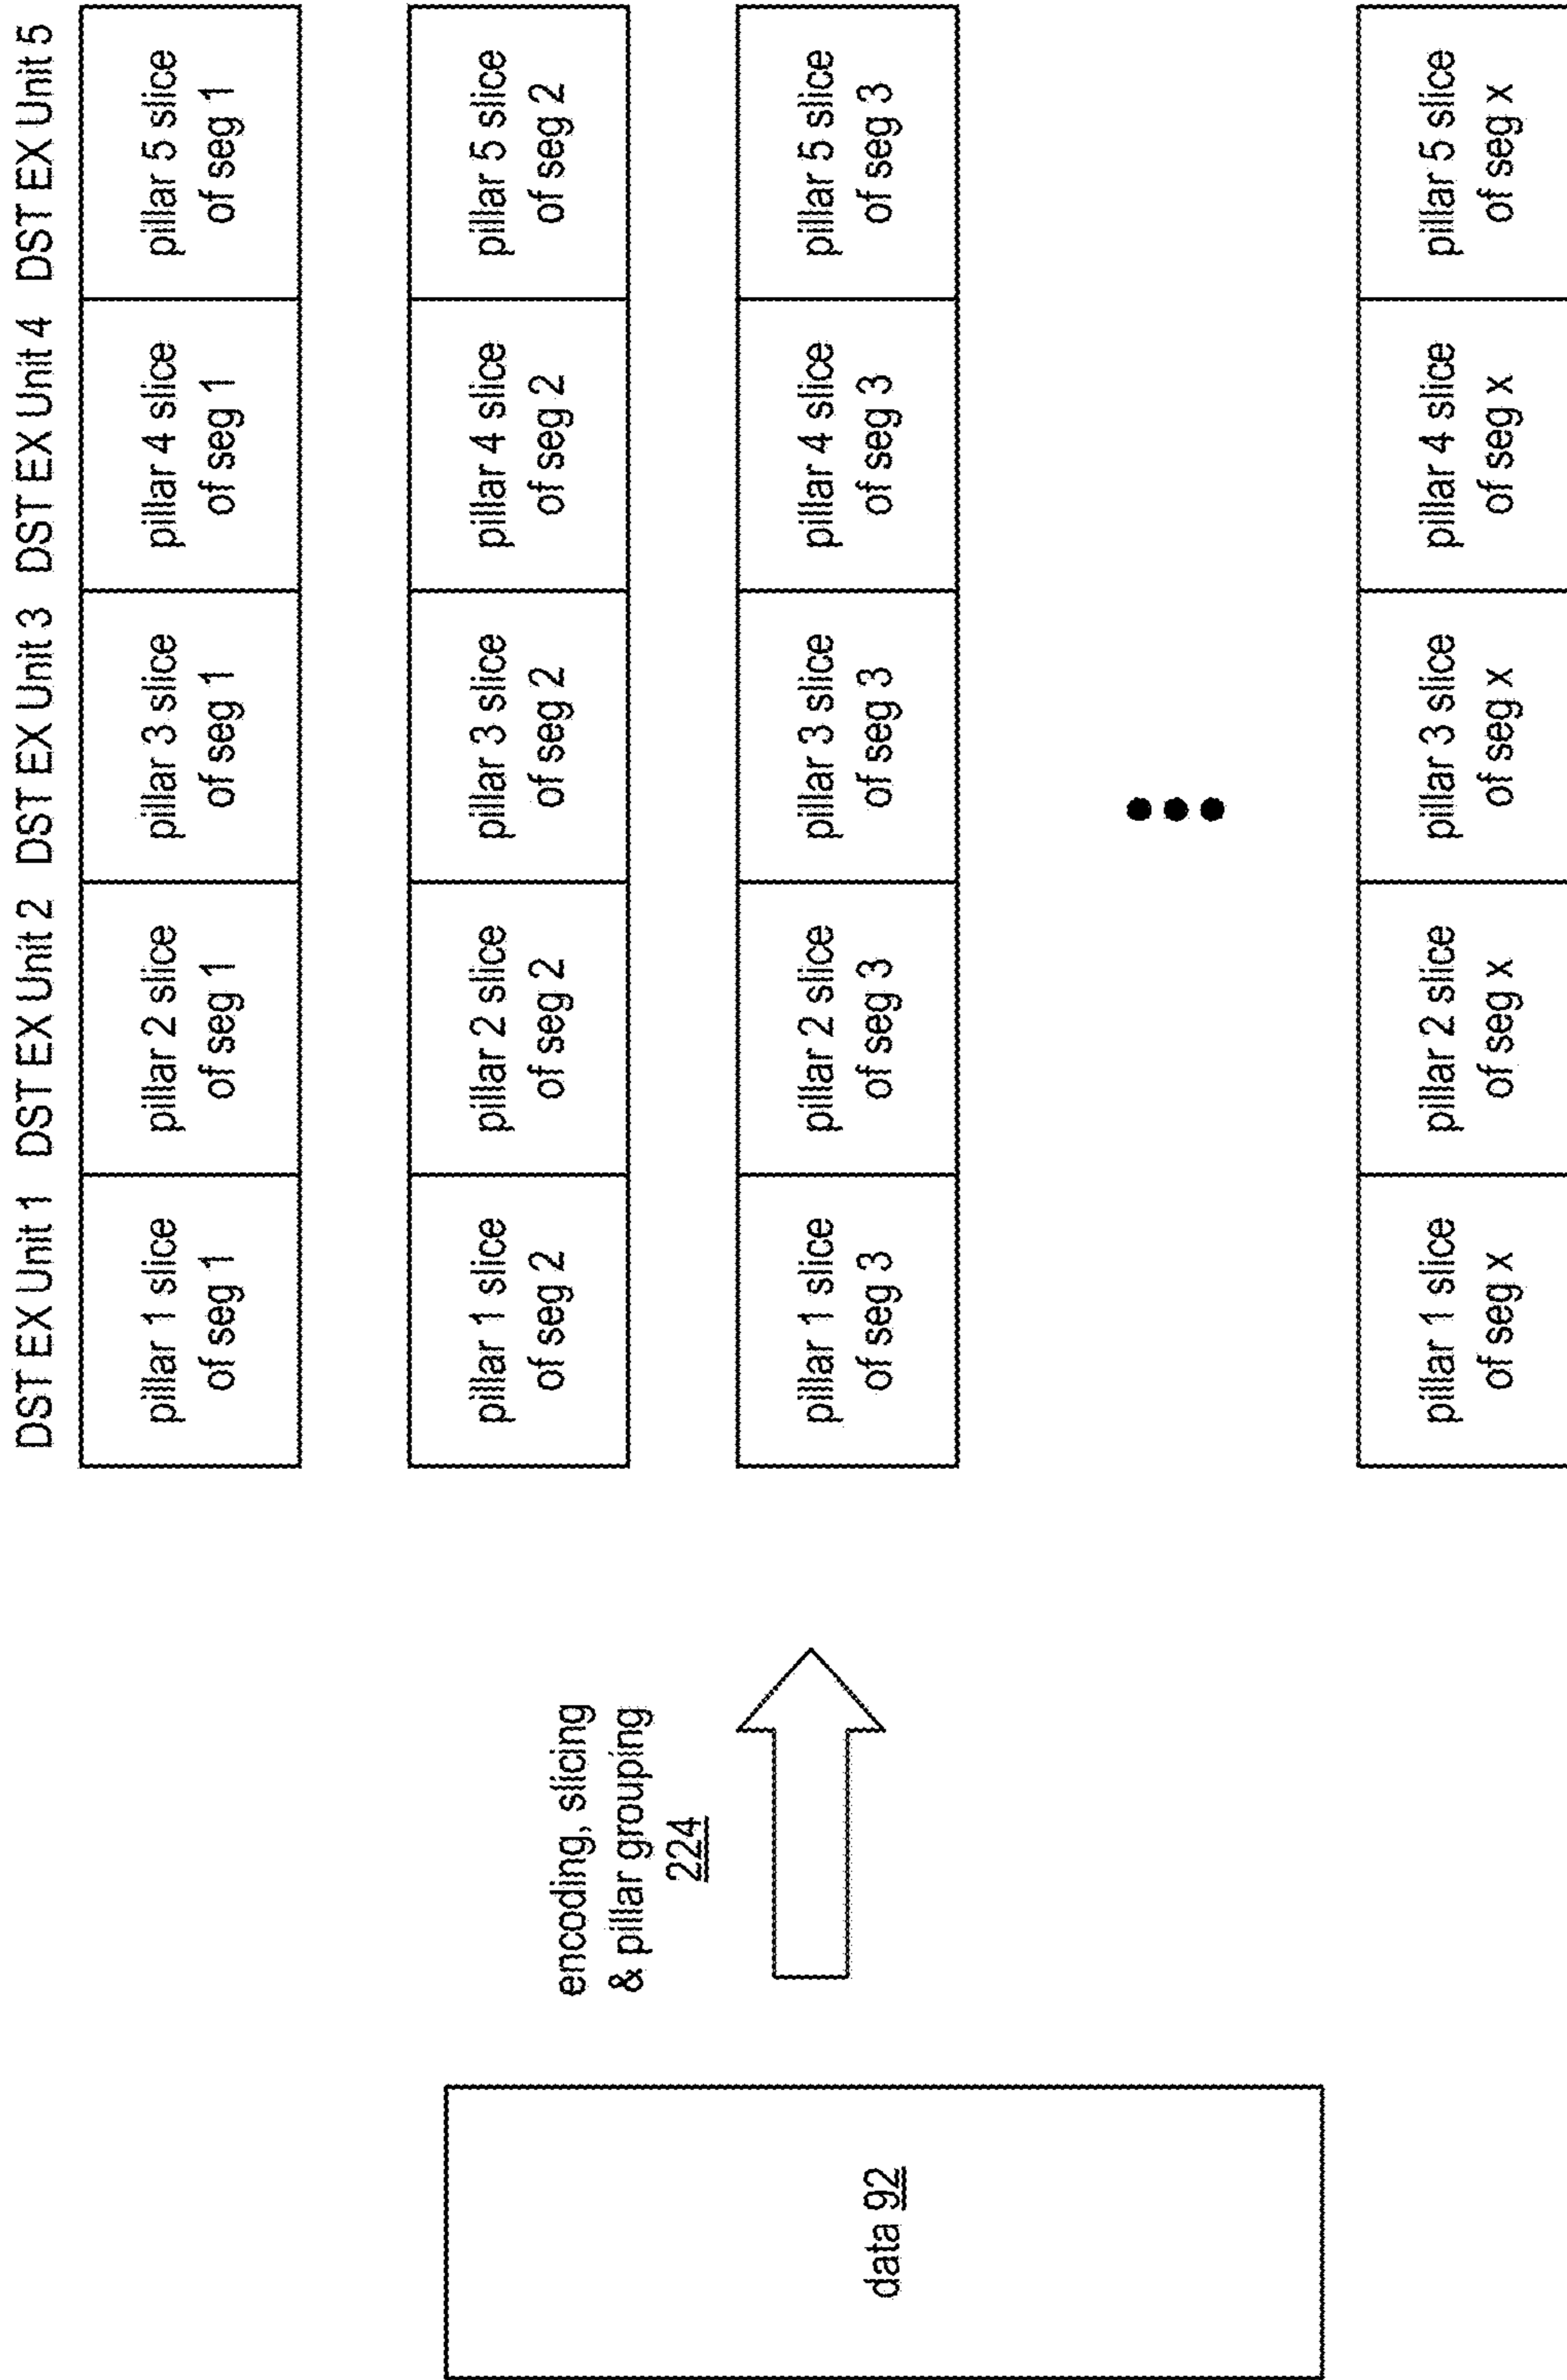 data 92
encoding, slicing
& pillar grouping
224
DST EX Unit 1 DST EX Unit 2 DST EX Unit 3 DST EX Unit 4 DST EX Unit 5
pillar 1 slice
of seg 1
pillar 2 slice
of seg 1
pillar 3 slice
of seg 1
pillar 4 slice
of seg 1
pillar 5 slice
of seg 1
pillar 1 slice
of seg 2
pillar 2 slice
of seg 2
pillar 3 slice
of seg 2
pillar 4 slice
of seg 2
pillar 5 slice
of seg 2
pillar 1 slice
of seg 3
pillar 2 slice
of seg 3
pillar 3 slice
of seg 3
pillar 4 slice
of seg 3
pillar 5 slice
of seg 3
pillar 1 slice
of seg x
pillar 2 slice
of seg x
pillar 3 slice
of seg x
pillar 4 slice
of seg x
pillar 5 slice
of seg x